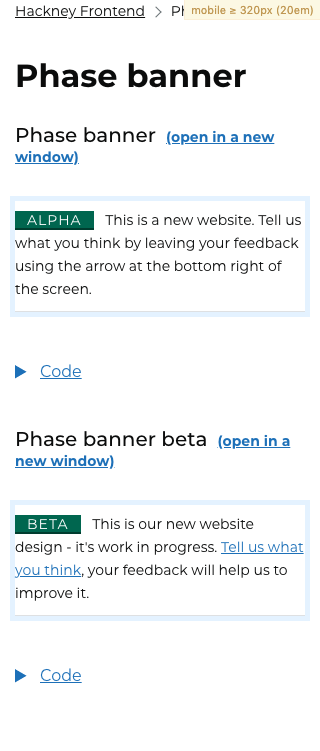 Hackney Frontend
mobile ≥ 320px (20em)
Phase banner
Phase banner (open in a new
window)
ALPHA This is a new website. Tell us
what you think by leaving your feedback
using the arrow at the bottom right of
the screen.
Code
Phase banner beta (open in a
new window)
BETA This is our new website
design - it's work in progress. Tell us what
you think, your feedback will help us to
improve it.
Code